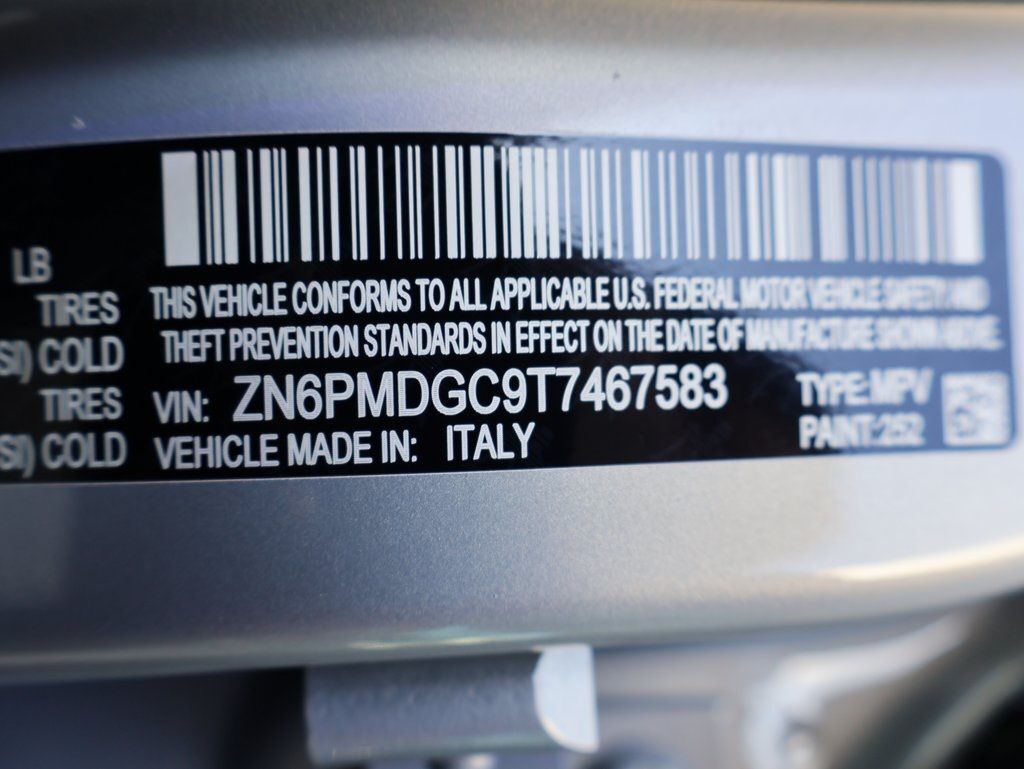 LB
TIRES
SI) COLD
TIRES
SI) COLD
THIS VEHICLE CONFORMS TO ALL APPLICABLE U.S. FEDERAL MOTOR VEHICLE SAFETY AND
THEFT PREVENTION STANDARDS IN EFFECT ON THE DATE OF MANUFACTURE SHOWN ABOVE.
VIN: ZN6PMDGC9T7467583
VEHICLE MADE IN: ITALY
TYPE:MPV
PAINT:252